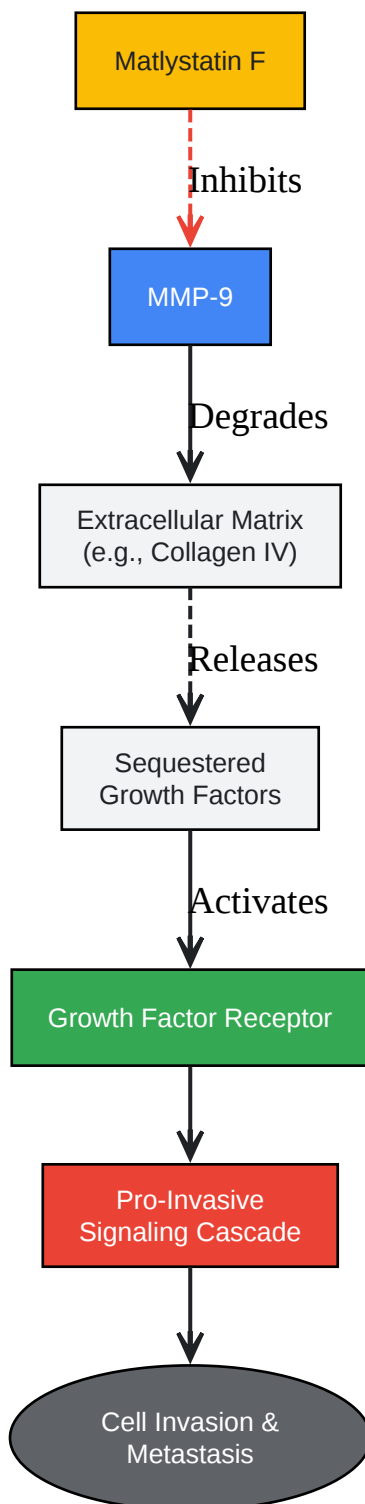 Matlystatin F
Inhibits
MMP-9
Degrades
Extracellular Matrix
(e.g., Collagen IV)
Releases
Sequestered
Growth Factors
Activates
Growth Factor Receptor
Pro-Invasive
Signaling Cascade
Cell Invasion &
Metastasis